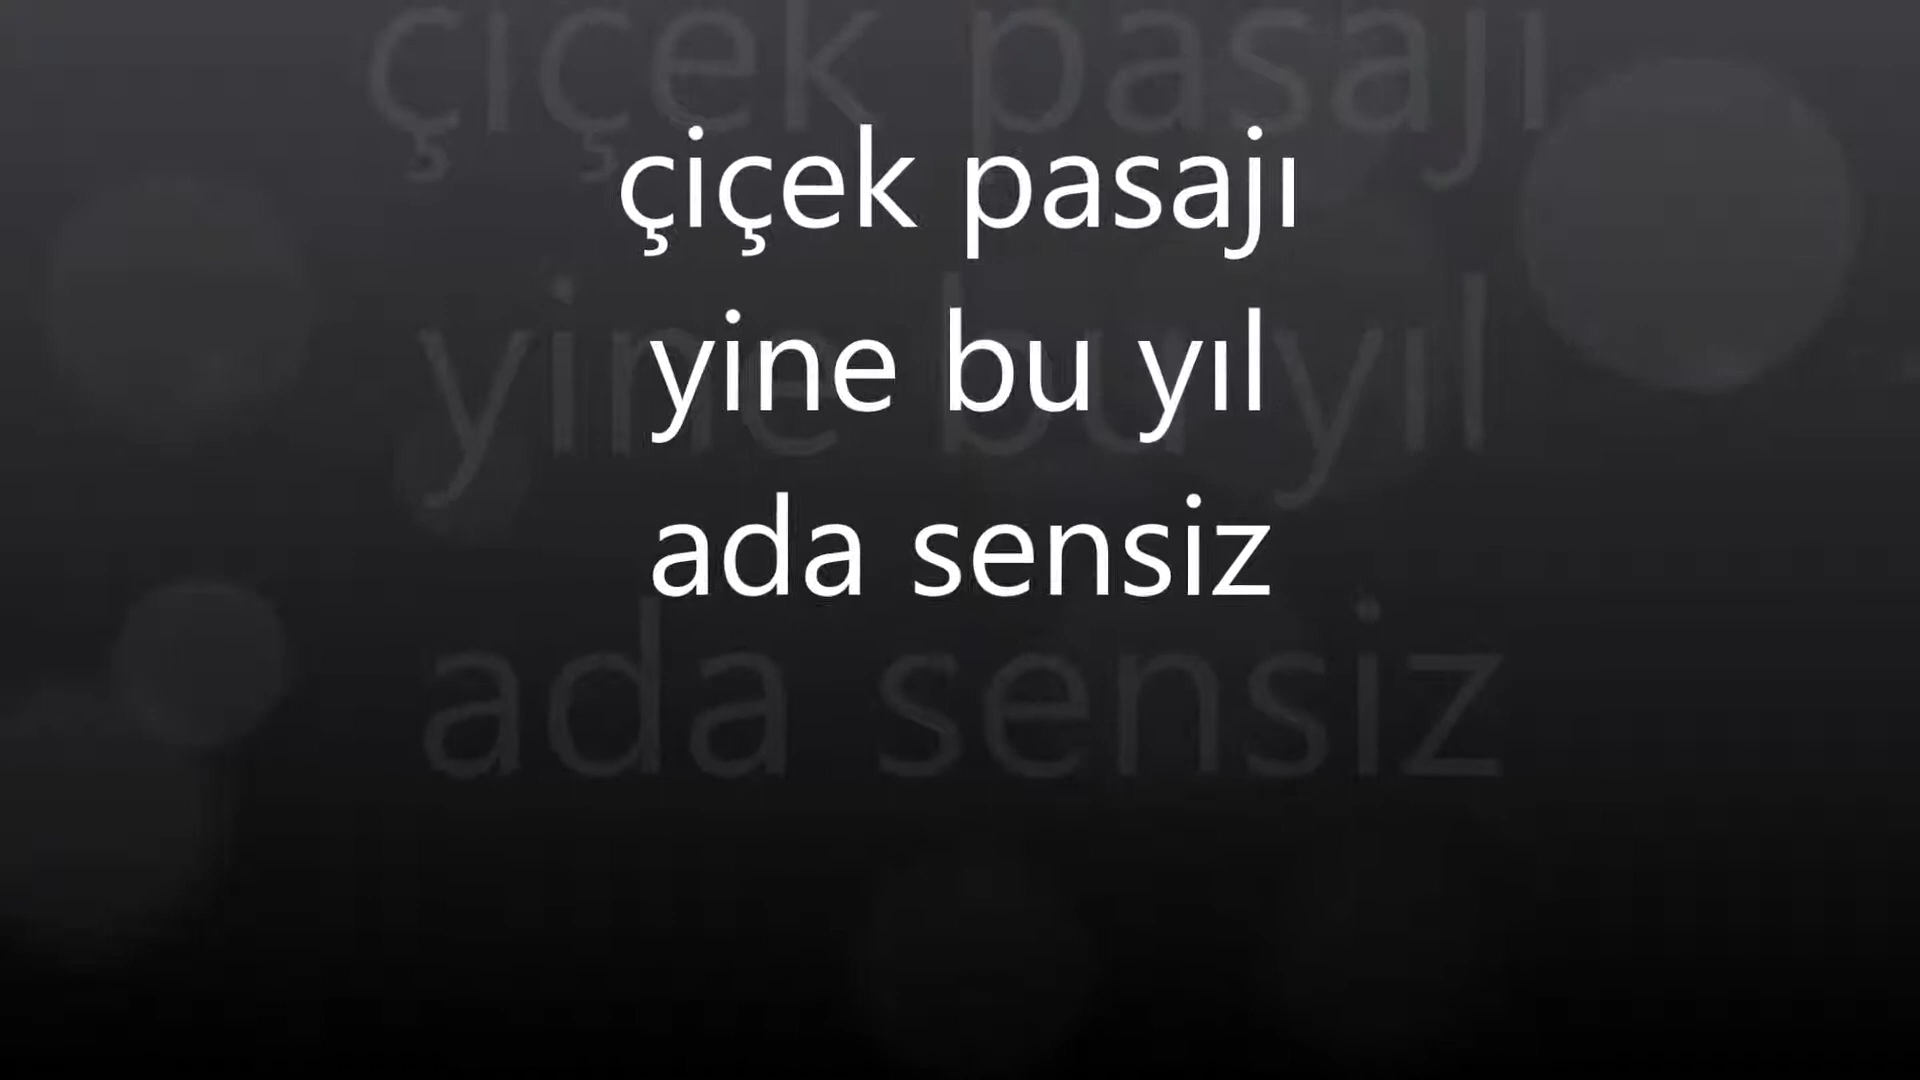 çiçek pasajı
yine bu yıl
ada sensiz